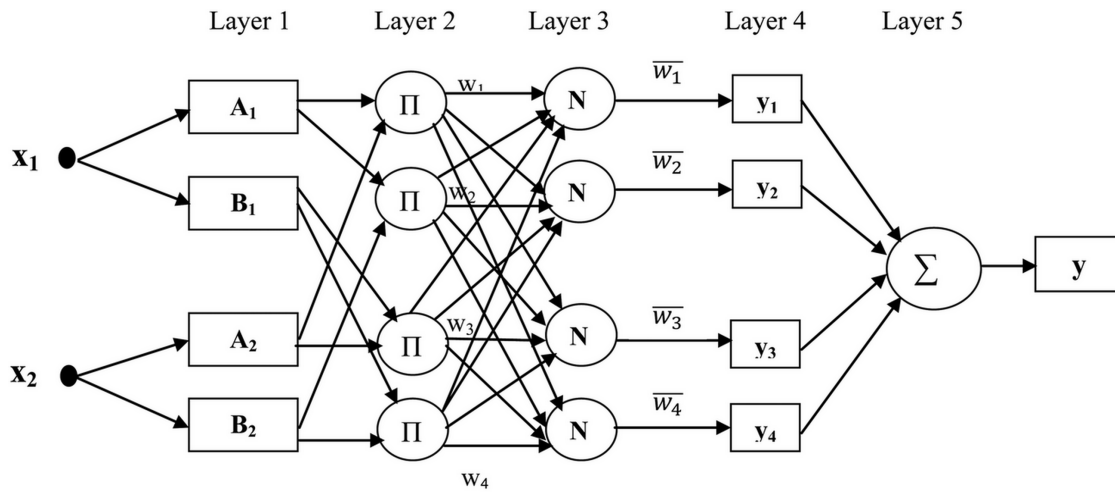 Layer 1 Layer 2 Layer 3 Layer 4 Layer 5
A₁ Π w₁ N w̅₁̅ y₁
x₁
B₁ Π w₂ N w̅₂̅ y₂
Σ y
A₂ Π w₃ N w̅₃̅ y₃
x₂
B₂ Π N w̅₄̅ y₄
w₄